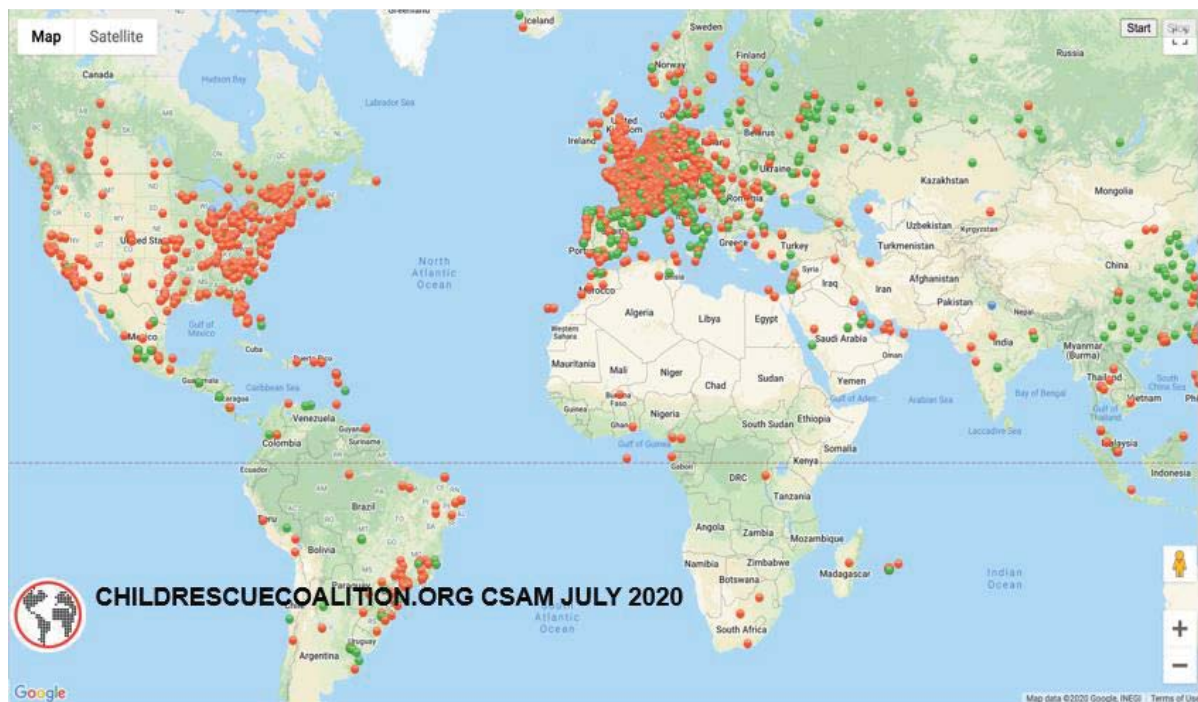 Greenland
Map
Satellite
Iceland
Sweden
Finland
Norway
Russia
Start
Stop
Canada
Hudson Bay
Labrador Sea
United Kingdom
Ireland
Belarus
Ukraine
Romania
Kazakhstan
Mongolia
United States
North Atlantic Ocean
Greece
Turkey
Uzbekistan
Kyrgyzstan
Turkmenistan
China
Syria
Iraq
Iran
Afghanistan
Pakistan
Nepal
Morocco
Tunisia
Algeria
Libya
Egypt
Western Sahara
Saudi Arabia
Oman
India
Myanmar (Burma)
Gulf of Mexico
Mexico
Cuba
Puerto Rico
Guatemala
Nicaragua
Caribbean Sea
Mauritania
Mali
Niger
Chad
Sudan
Yemen
Gulf of Aden
Arabian Sea
Bay of Bengal
Thailand
Vietnam
South China Sea
Gulf of Thailand
Laccadive Sea
Burkina Faso
Guinea
Ghana
Nigeria
Ethiopia
South Sudan
Somalia
Venezuela
Guyana
Suriname
Colombia
Ecuador
Gulf of Guinea
Gabon
DRC
Kenya
Tanzania
Malaysia
Indonesia
Brazil
Peru
Bolivia
Angola
Zambia
Mozambique
Namibia
Zimbabwe
Botswana
Madagascar
Indian Ocean
Paraguay
Chile
CHILDRESCUECOALITION.ORG CSAM JULY 2020
South Atlantic Ocean
Uruguay
Argentina
South Africa
+
−
Google
Map data ©2020 Google, INEGI
Terms of Use